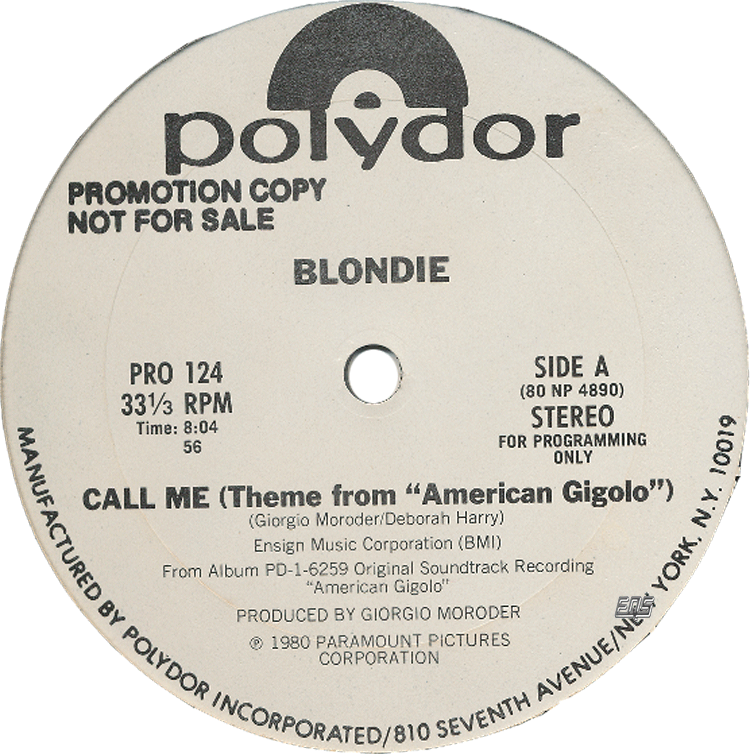 polydor
PROMOTION COPY
NOT FOR SALE
BLONDIE
PRO 124
33⅓ RPM
Time: 8:04
56
SIDE A
(80 NP 4890)
STEREO
FOR PROGRAMMING
ONLY
CALL ME (Theme from “American Gigolo”)
(Giorgio Moroder/Deborah Harry)
Ensign Music Corporation (BMI)
From Album PD-1-6259 Original Soundtrack Recording
“American Gigolo”
PRODUCED BY GIORGIO MORODER
℗ 1980 PARAMOUNT PICTURES
CORPORATION
MANUFACTURED BY POLYDOR INCORPORATED/810 SEVENTH AVENUE/NEW YORK, N.Y. 10019